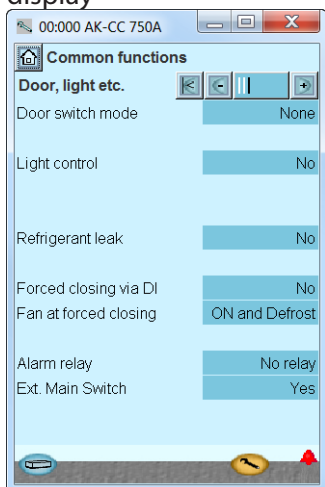 display
00:000 AK-CC 750A
Common functions
Door, light etc.
Door switch mode None
Light control No
Refrigerant leak No
Forced closing via DI No
Fan at forced closing ON and Defrost
Alarm relay No relay
Ext. Main Switch Yes